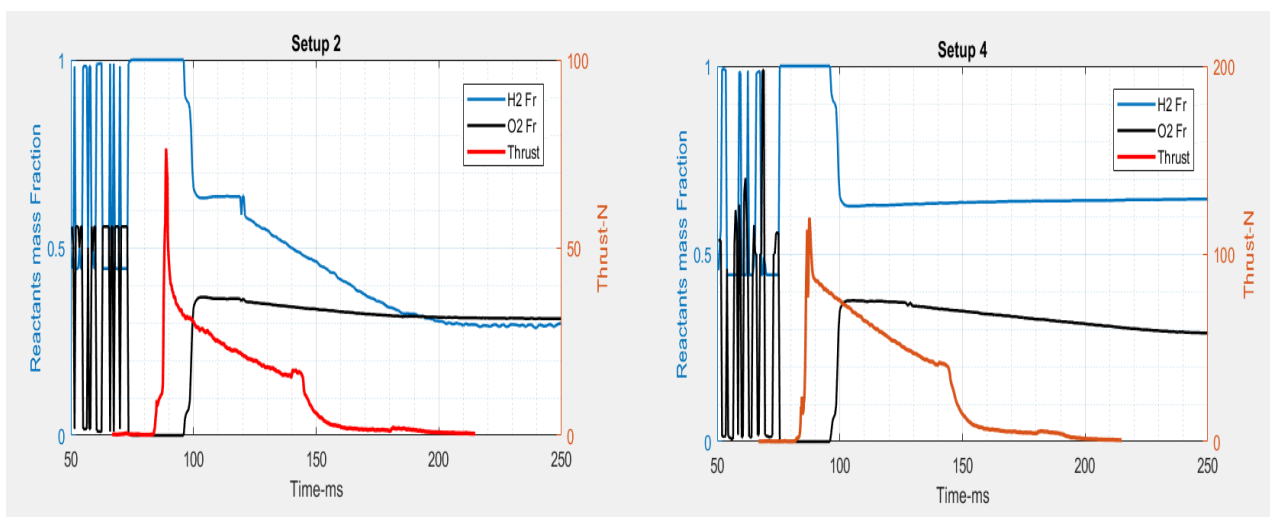 Setup 2
Reactants mass Fraction
1
0.5
0
100
50
0
Thrust-N
H2 Fr
O2 Fr
Thrust
50
100
150
200
250
Time-ms
Setup 4
Reactants mass Fraction
1
0.5
0
200
100
0
Thrust-N
H2 Fr
O2 Fr
Thrust
50
100
150
200
250
Time-ms